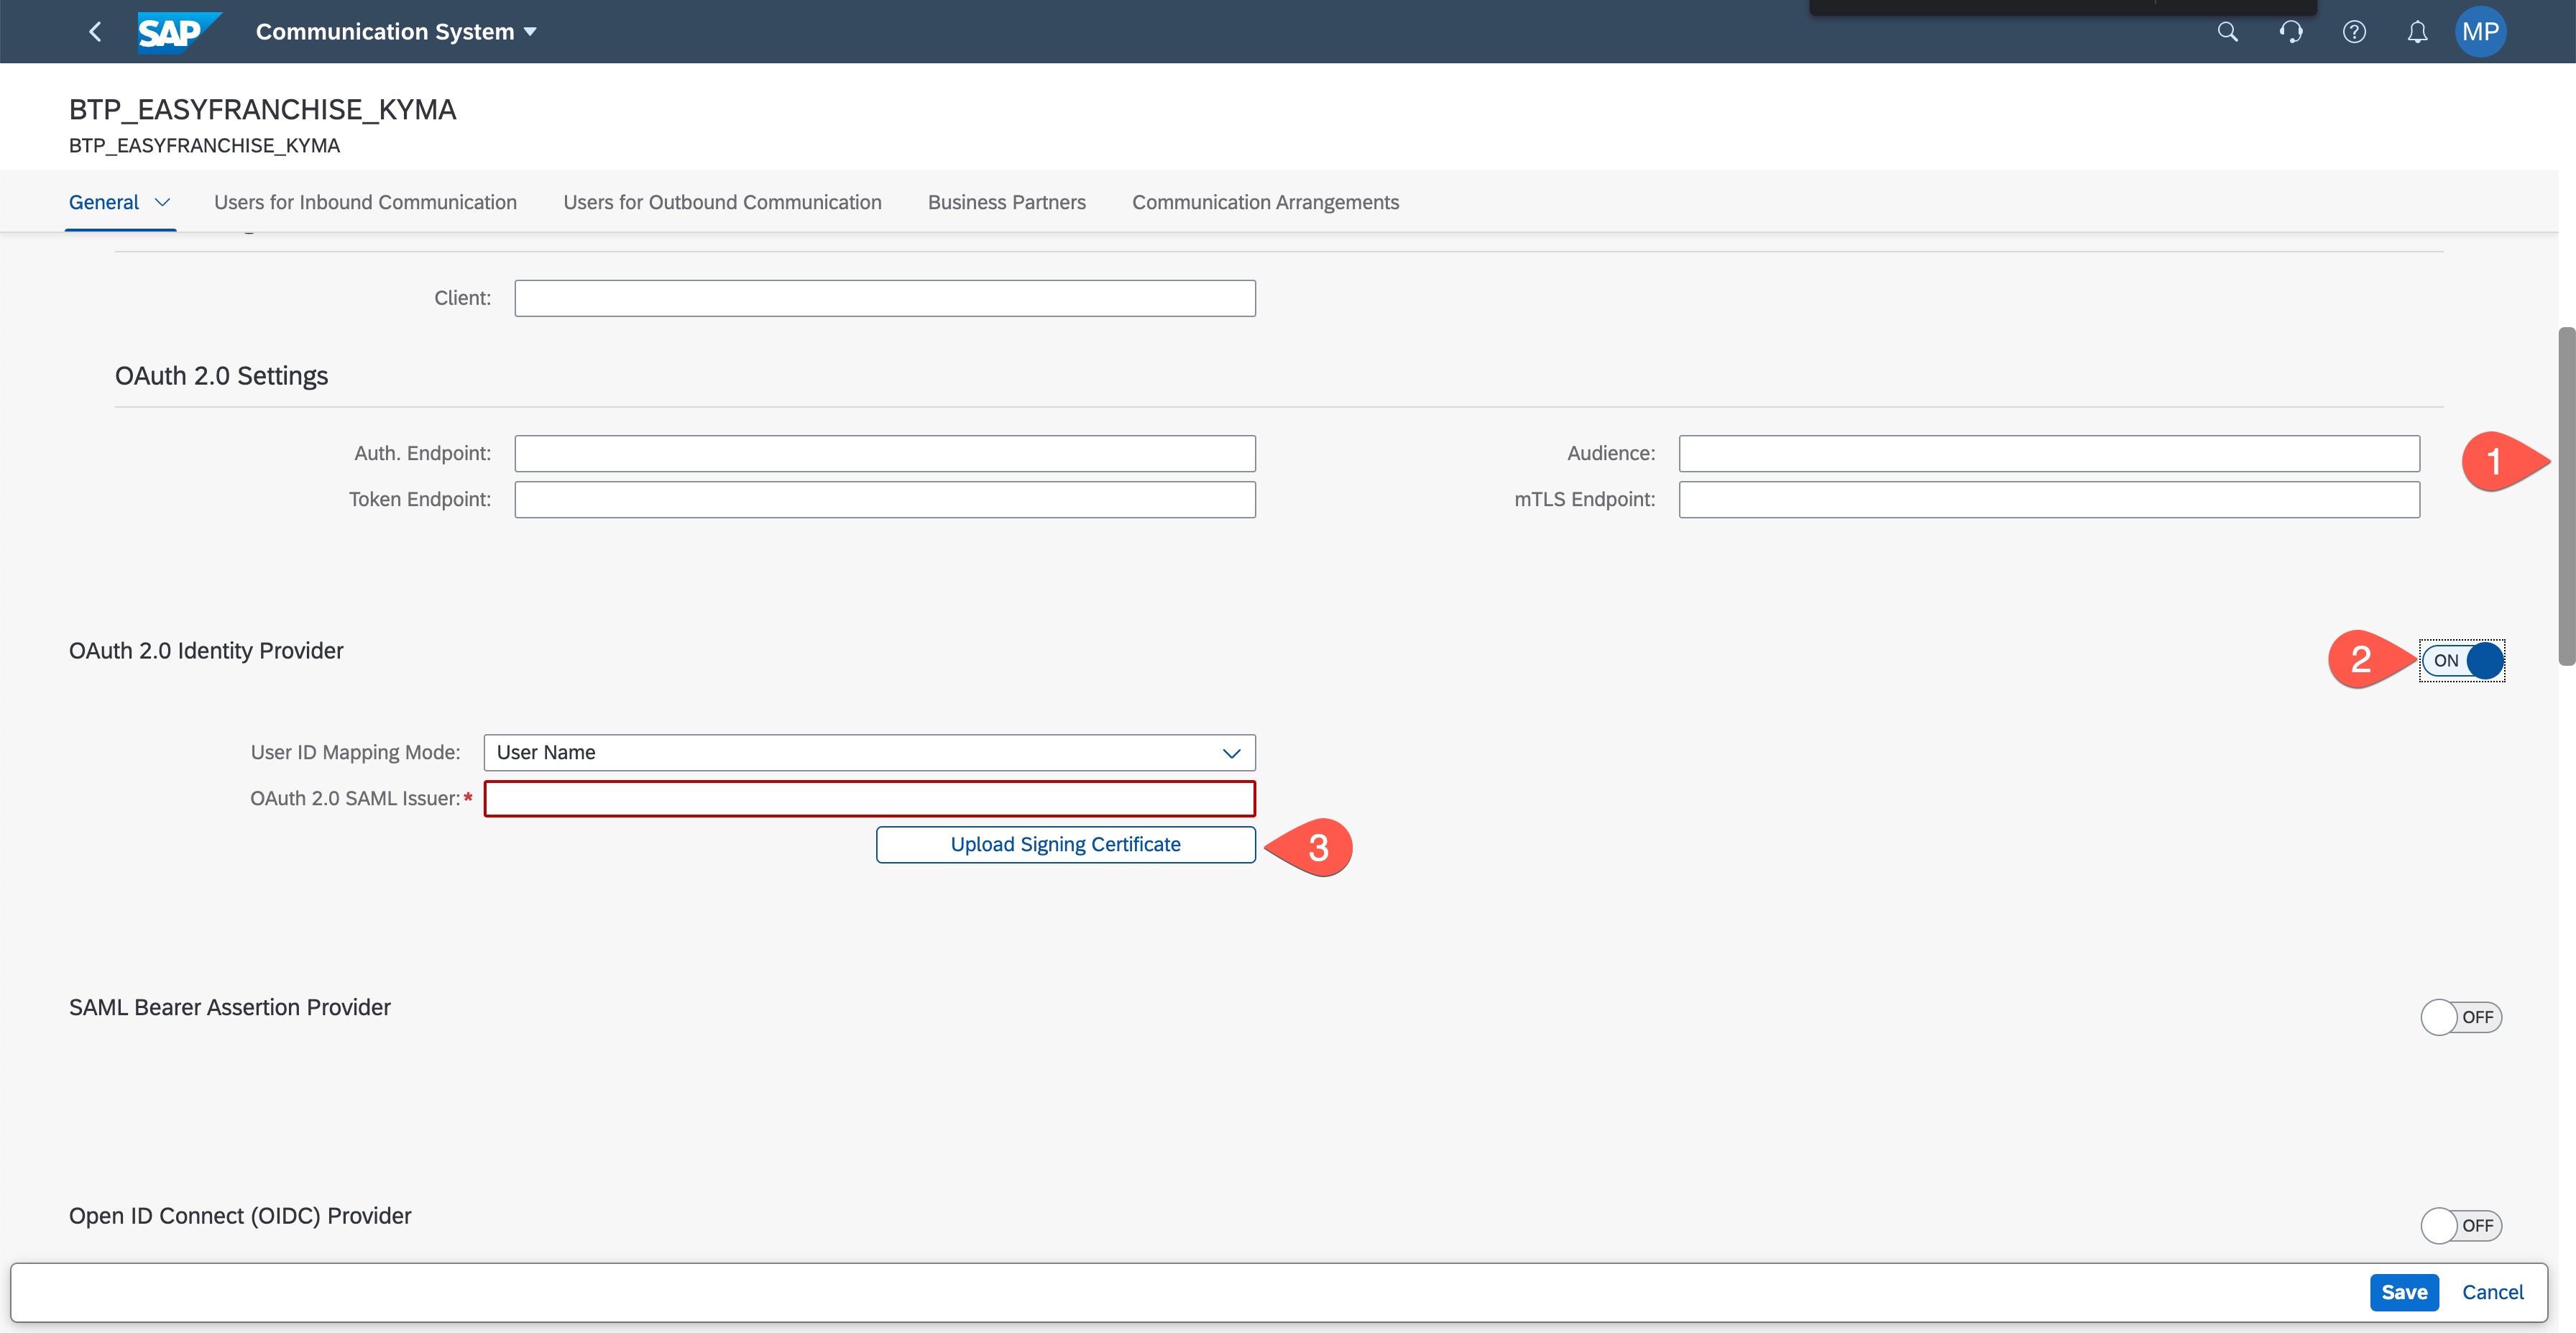 SAP Communication System
MP
BTP_EASYFRANCHISE_KYMA
BTP_EASYFRANCHISE_KYMA
General Users for Inbound Communication Users for Outbound Communication Business Partners Communication Arrangements
Client:
OAuth 2.0 Settings
Auth. Endpoint: Audience:
1
Token Endpoint: mTLS Endpoint:
OAuth 2.0 Identity Provider
2 ON
User ID Mapping Mode: User Name
OAuth 2.0 SAML Issuer:*
Upload Signing Certificate 3
SAML Bearer Assertion Provider
OFF
Open ID Connect (OIDC) Provider
OFF
Save Cancel